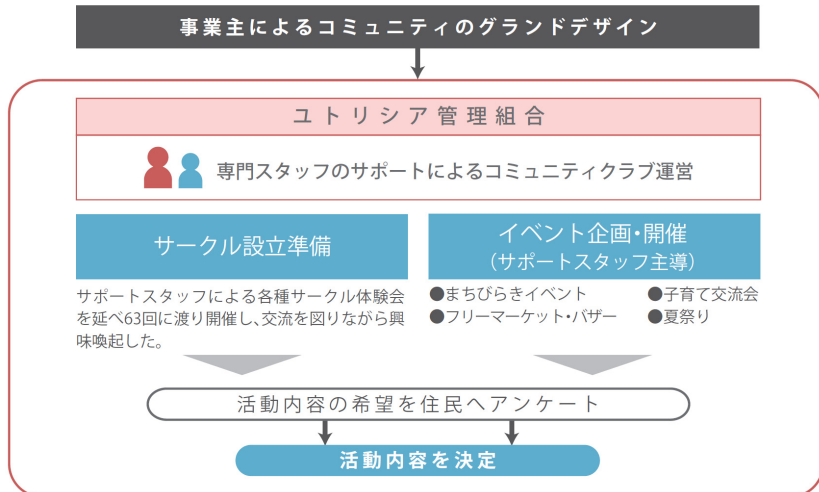 事業主によるコミュニティのグランドデザイン
ユトリシア管理組合
専門スタッフのサポートによるコミュニティクラブ運営
サークル設立準備
サポートスタッフによる各種サークル体験会
を延べ63回に渡り開催し、交流を図りながら興
味喚起した。
イベント企画・開催
(サポートスタッフ主導)
●まちびらきイベント ●子育て交流会
●フリーマーケット・バザー ●夏祭り
活動内容の希望を住民へアンケート
活動内容を決定